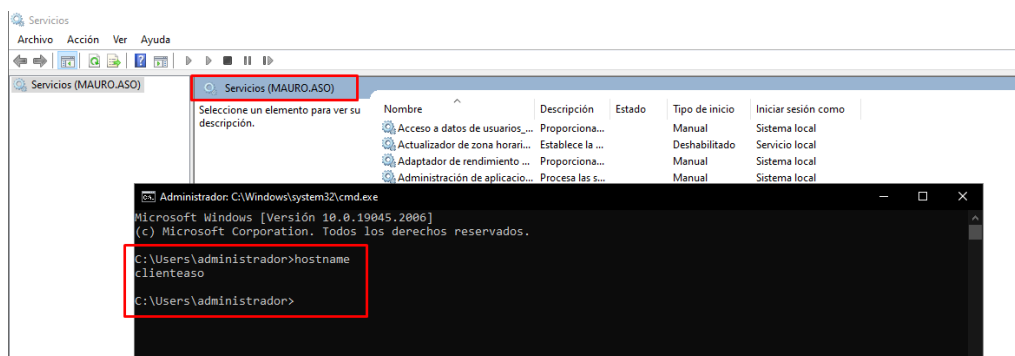 Servicios
Archivo Acción Ver Ayuda
Servicios (MAURO.ASO)
Servicios (MAURO.ASO)
Seleccione un elemento para ver su descripción.
Nombre Descripción Estado Tipo de inicio Iniciar sesión como
Acceso a datos de usuarios_... Proporciona... Manual Sistema local
Actualizador de zona horari... Establece la ... Deshabilitado Servicio local
Adaptador de rendimiento ... Proporciona... Manual Sistema local
Administración de aplicacio... Procesa las s... Manual Sistema local
Administrador: C:\Windows\system32\cmd.exe
Microsoft Windows [Versión 10.0.19045.2006]
(c) Microsoft Corporation. Todos los derechos reservados.
C:\Users\administrador>hostname
clienteaso
C:\Users\administrador>